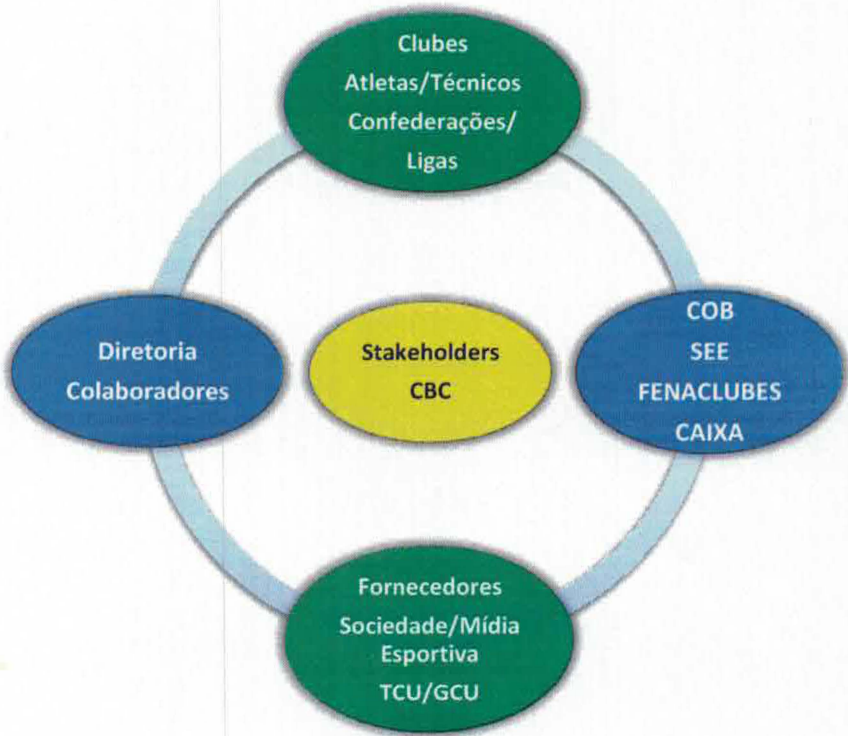 Clubes
Atletas/Técnicos
Confederações/
Ligas
Diretoria
Colaboradores
Stakeholders
CBC
COB
SEE
FENACLUBES
CAIXA
Fornecedores
Sociedade/Mídia
Esportiva
TCU/GCU